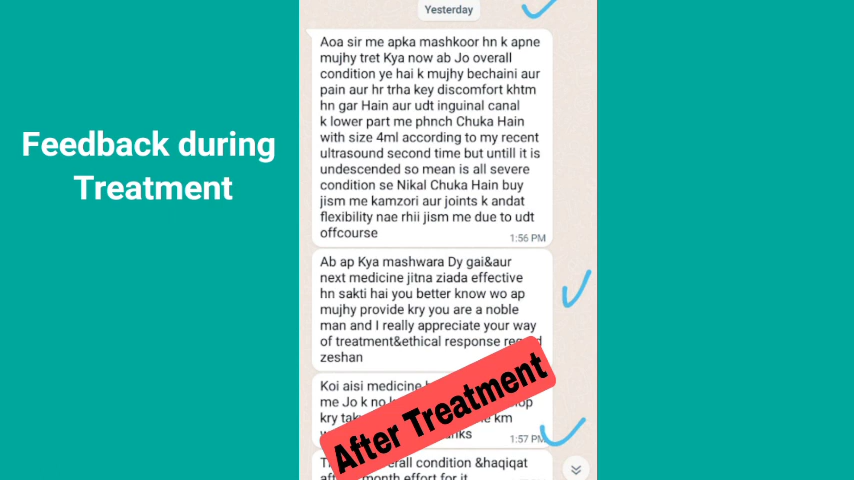 Feedback during
Treatment
Yesterday
Aoa sir me apka mashkoor hn k apne
mujhy tret Kya now ab Jo overall
condition ye hai k mujhy bechaini aur
pain aur hr trha key discomfort khtm
hn gar Hain aur udt inguinal canal
k lower part me phnch Chuka Hain
with size 4ml according to my recent
ultrasound second time but untill it is
undescended so mean is all severe
condition se Nikal Chuka Hain buy
jism me kamzori aur joints k andat
flexibility nae rhii jism me due to udt
offcourse
1:56 PM
Ab ap Kya mashwara Dy gai&aur
next medicine jitna ziada effective
hn sakti hai you better know wo ap
mujhy provide kry you are a noble
man and I really appreciate your way
of treatment&ethical response
zeshan
Koi aisi medicine
me Jo k no
kry km
1:57 PM
After Treatment
condition &haqiqat
month effort for it